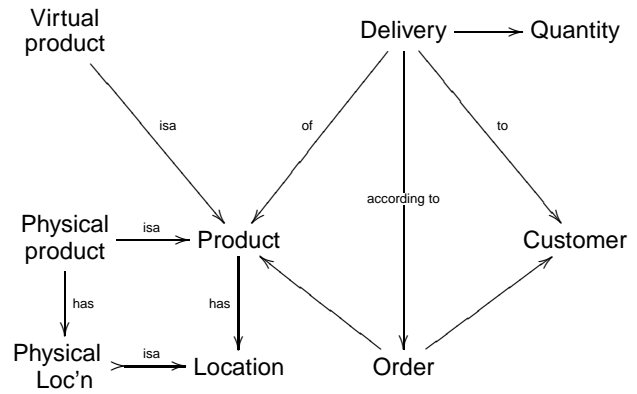 Virtual
product
Delivery
Quantity
isa
of
to
according to
Physical
product
isa
Product
Customer
has
has
Physical
Loc'n
isa
Location
Order